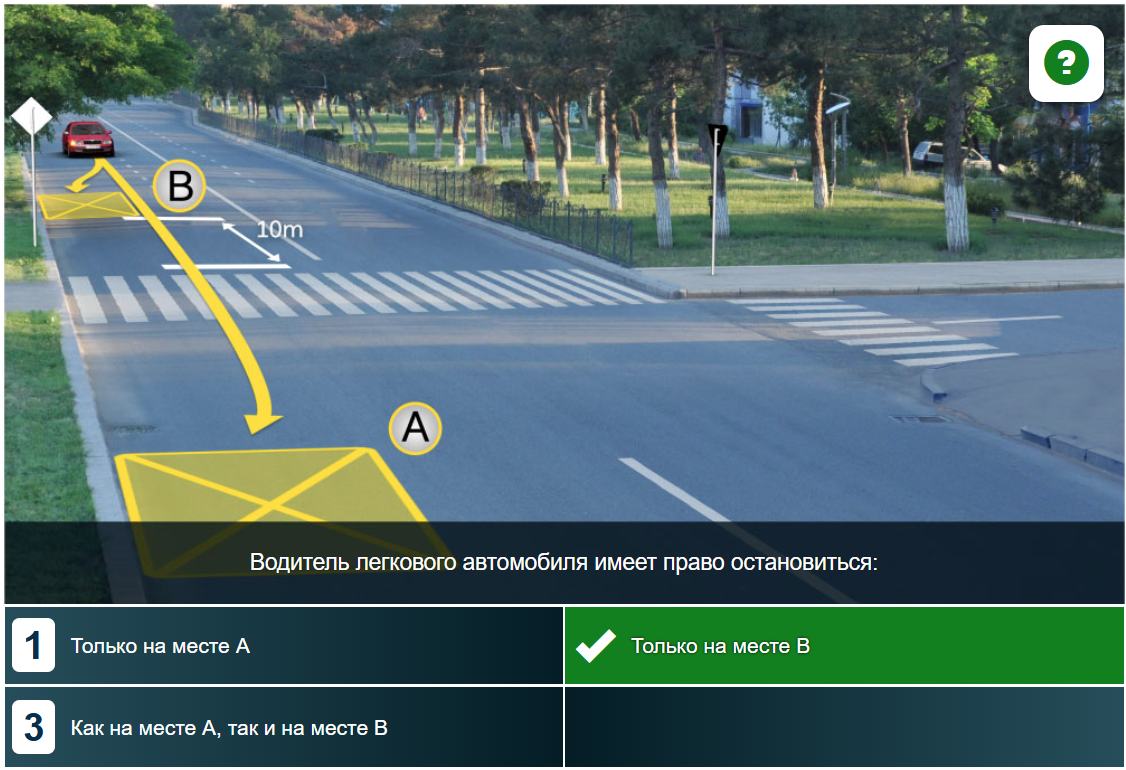 ?
B
10m
A
Водитель легкового автомобиля имеет право остановиться:
1 Только на месте А
Только на месте В
3 Как на месте А, так и на месте В